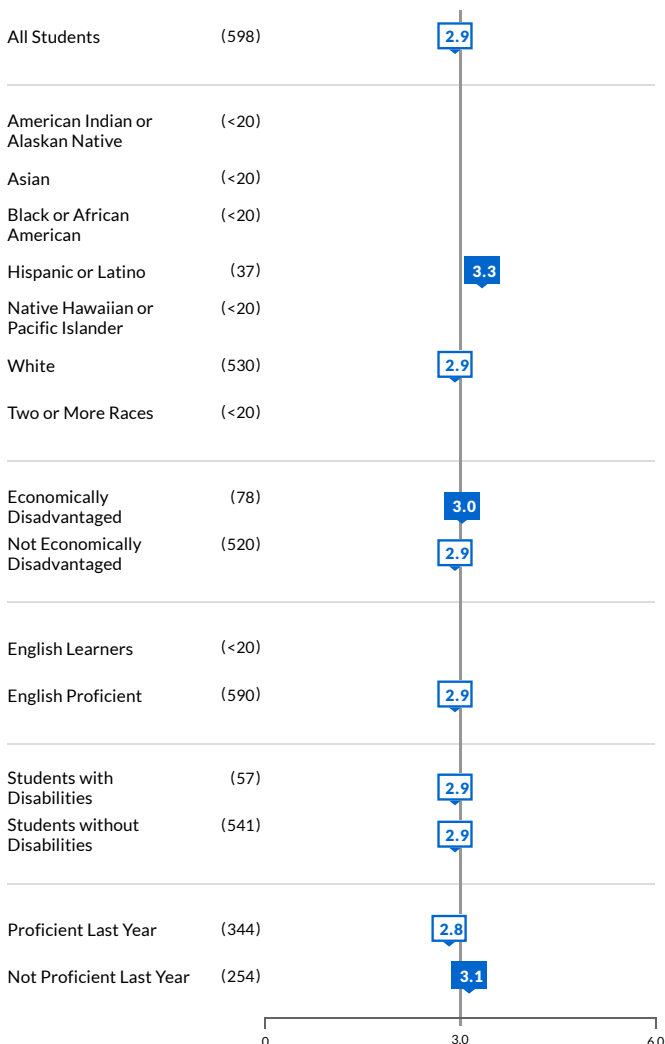 All Students (598) 2.9
American Indian or (<20)
Alaskan Native
Asian (<20)
Black or African (<20)
American
Hispanic or Latino (37) 3.3
Native Hawaiian or (<20)
Pacific Islander
White (530) 2.9
Two or More Races (<20)
Economically (78) 3.0
Disadvantaged
Not Economically (520) 2.9
Disadvantaged
English Learners (<20)
English Proficient (590) 2.9
Students with (57) 2.9
Disabilities
Students without (541) 2.9
Disabilities
Proficient Last Year (344) 2.8
Not Proficient Last Year (254) 3.1
0 3.0 6.0